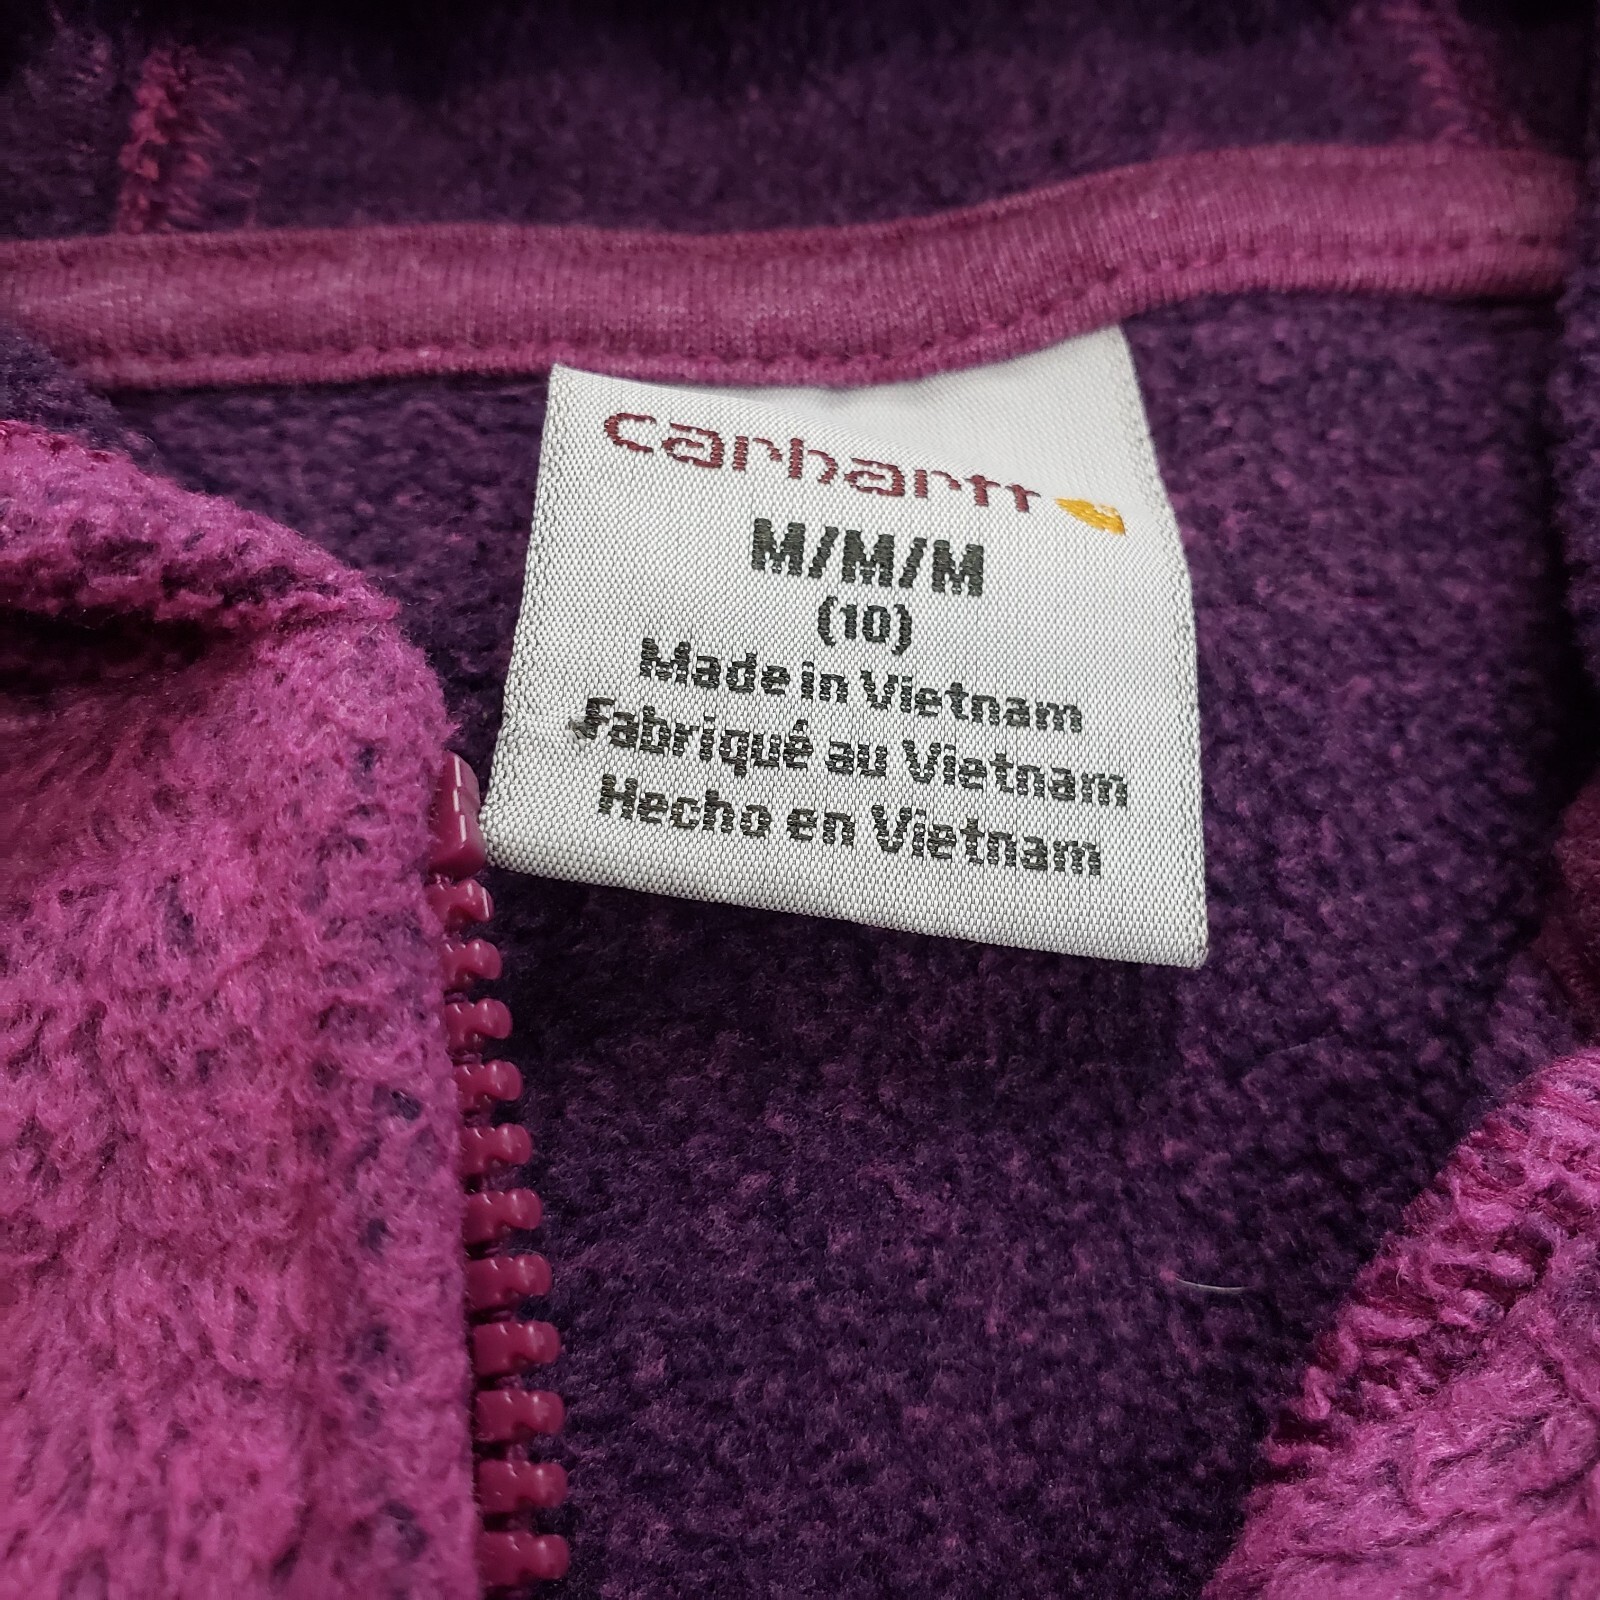 carhartt
M/M/M
(10)
Made in Vietnam
Fabriqué au Vietnam
Hecho en Vietnam